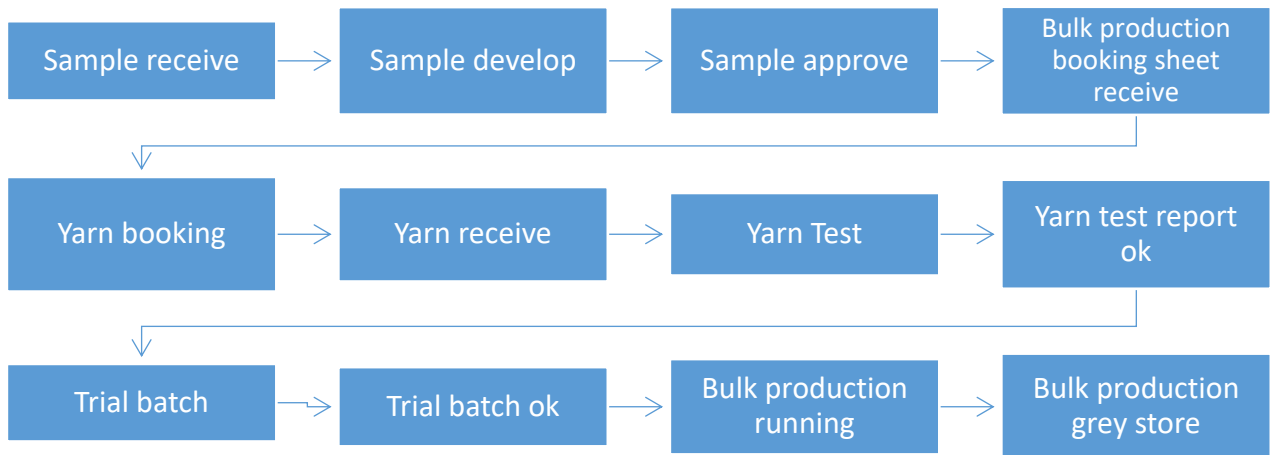 Sample receive
Sample develop
Sample approve
Bulk production
booking sheet
receive
Yarn booking
Yarn receive
Yarn Test
Yarn test report
ok
Trial batch
Trial batch ok
Bulk production
running
Bulk production
grey store